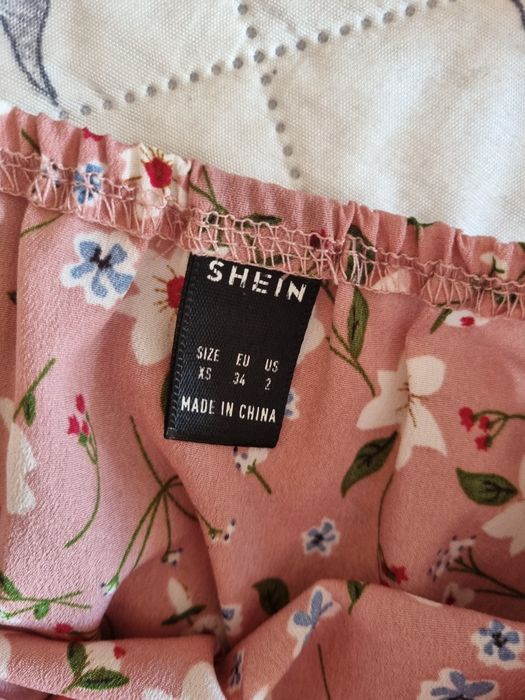 SHEIN
SIZE EU US
XS 34 2
MADE IN CHINA